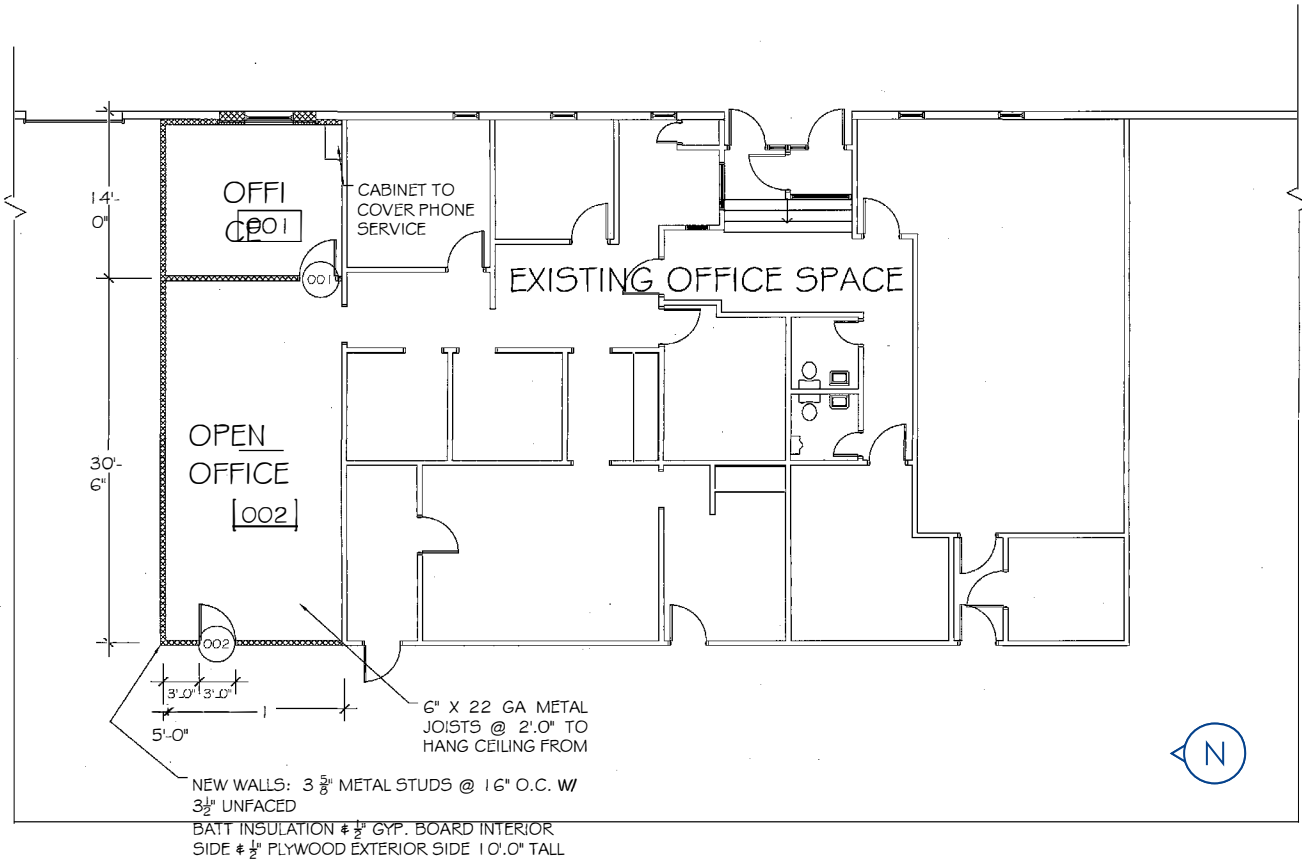 OFFI
CE
001
CABINET TO
COVER PHONE
SERVICE
14'-
0"
001
EXISTING OFFICE SPACE
OPEN
OFFICE
002
30'-
6"
002
3'.0" 3'.0"
1
5'-0"
6" X 22 GA METAL
JOISTS @ 2'.0" TO
HANG CEILING FROM
N
NEW WALLS: 3 5/8" METAL STUDS @ 16" O.C. W/
3 1/2" UNFACED
BATT INSULATION & 1/2" GYP. BOARD INTERIOR
SIDE & 1/2" PLYWOOD EXTERIOR SIDE 10'.0" TALL